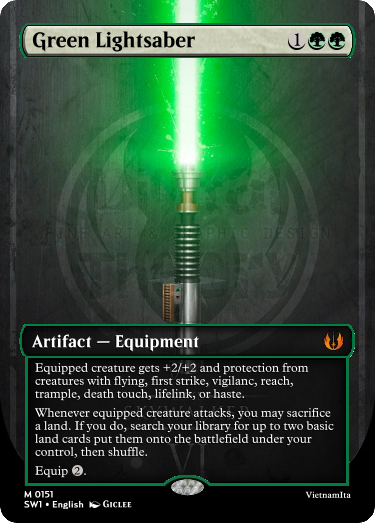 Green Lightsaber 1
Artifact — Equipment
Equipped creature gets +2/+2 and protection from
creatures with flying, first strike, vigilanc, reach,
trample, death touch, lifelink, or haste.
Whenever equipped creature attacks, you may sacrifice
a land. If you do, search your library for up to two basic
land cards put them onto the battlefield under your
control, then shuffle.
Equip 2.
M 0151
SW1 • English Giclee
VietnamIta